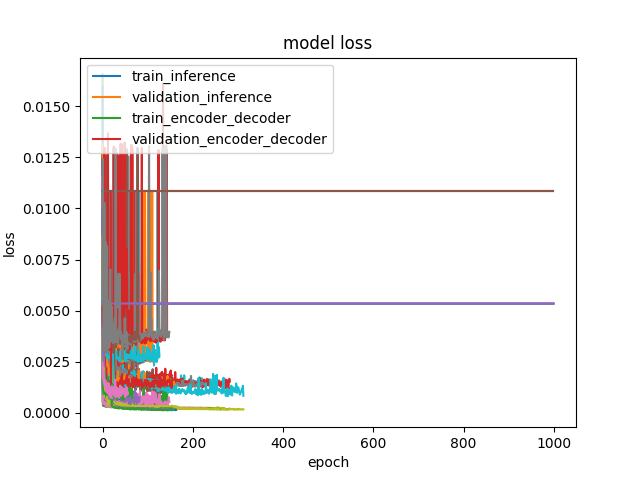 model loss
train_inference
validation_inference
train_encoder_decoder
validation_encoder_decoder
0.0150
0.0125
0.0100
0.0075
0.0050
0.0025
0.0000
loss
0 200 400 600 800 1000
epoch